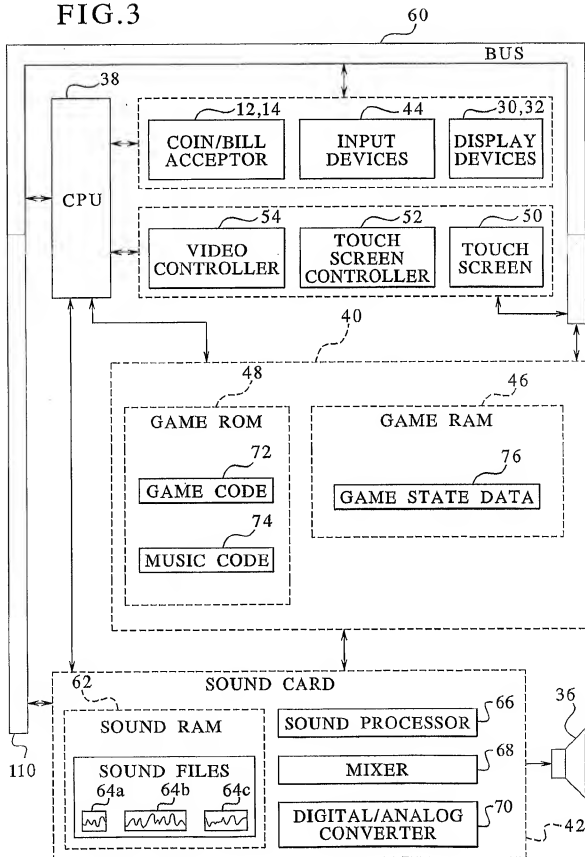 FIG.3
60
BUS
38
CPU
12,14
44
30,32
COIN/BILL
ACCEPTOR
INPUT
DEVICES
DISPLAY
DEVICES
54
52
50
VIDEO
CONTROLLER
TOUCH
SCREEN
CONTROLLER
TOUCH
SCREEN
40
48
GAME ROM
46
GAME RAM
72
GAME CODE
76
GAME STATE DATA
74
MUSIC CODE
62
SOUND CARD
SOUND RAM
SOUND FILES
64a
64b
64c
SOUND PROCESSOR
66
36
MIXER
68
DIGITAL/ANALOG
CONVERTER
70
42
110